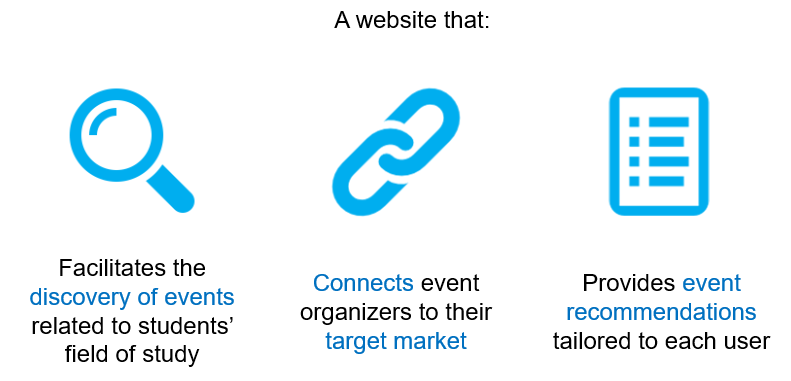 A website that:
Facilitates the
discovery of events
related to students’
field of study
Connects event
organizers to their
target market
Provides event
recommendations
tailored to each user